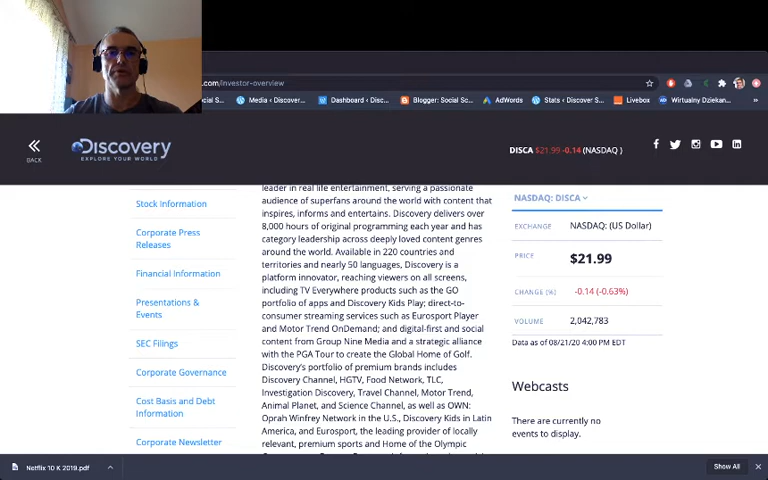 .com/investor-overview
ocial S...
Media ‹ Discover...
Dashboard ‹ Disc...
Blogger: Social Sc...
AdWords
Stats ‹ Discover S...
Livebox
Wirtualny Dziekan...
»
BACK
Discovery
EXPLORE YOUR WORLD
DISCA $21.99 -0.14 (NASDAQ )
Stock Information
Corporate Press
Releases
Financial Information
Presentations &
Events
SEC Filings
Corporate Governance
Cost Basis and Debt
Information
Corporate Newsletter
leader in real life entertainment, serving a passionate
audience of superfans around the world with content that
inspires, informs and entertains. Discovery delivers over
8,000 hours of original programming each year and has
category leadership across deeply loved content genres
around the world. Available in 220 countries and
territories and nearly 50 languages, Discovery is a
platform innovator, reaching viewers on all screens,
including TV Everywhere products such as the GO
portfolio of apps and Discovery Kids Play; direct-to-
consumer streaming services such as Eurosport Player
and Motor Trend OnDemand; and digital-first and social
content from Group Nine Media and a strategic alliance
with the PGA Tour to create the Global Home of Golf.
Discovery's portfolio of premium brands includes
Discovery Channel, HGTV, Food Network, TLC,
Investigation Discovery, Travel Channel, Motor Trend,
Animal Planet, and Science Channel, as well as OWN:
Oprah Winfrey Network in the U.S., Discovery Kids in Latin
America, and Eurosport, the leading provider of locally
relevant, premium sports and Home of the Olympic
NASDAQ: DISCA
EXCHANGE NASDAQ: (US Dollar)
PRICE $21.99
CHANGE (%) -0.14 (-0.63%)
VOLUME 2,042,783
Data as of 08/21/20 4:00 PM EDT
Webcasts
There are currently no
events to display.
Netflix 10 K 2019.pdf
Show All